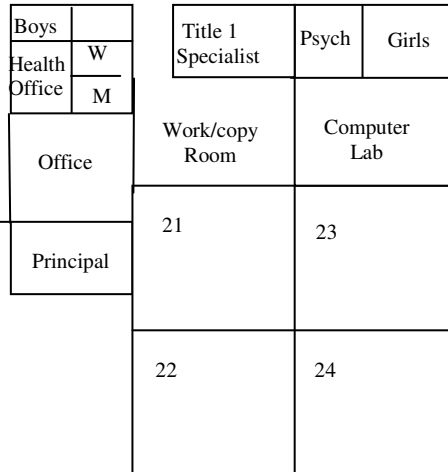 Boys
Health
Office
W
M
Title 1
Specialist
Psych
Girls
Office
Work/copy
Room
Computer
Lab
Principal
21
23
22
24